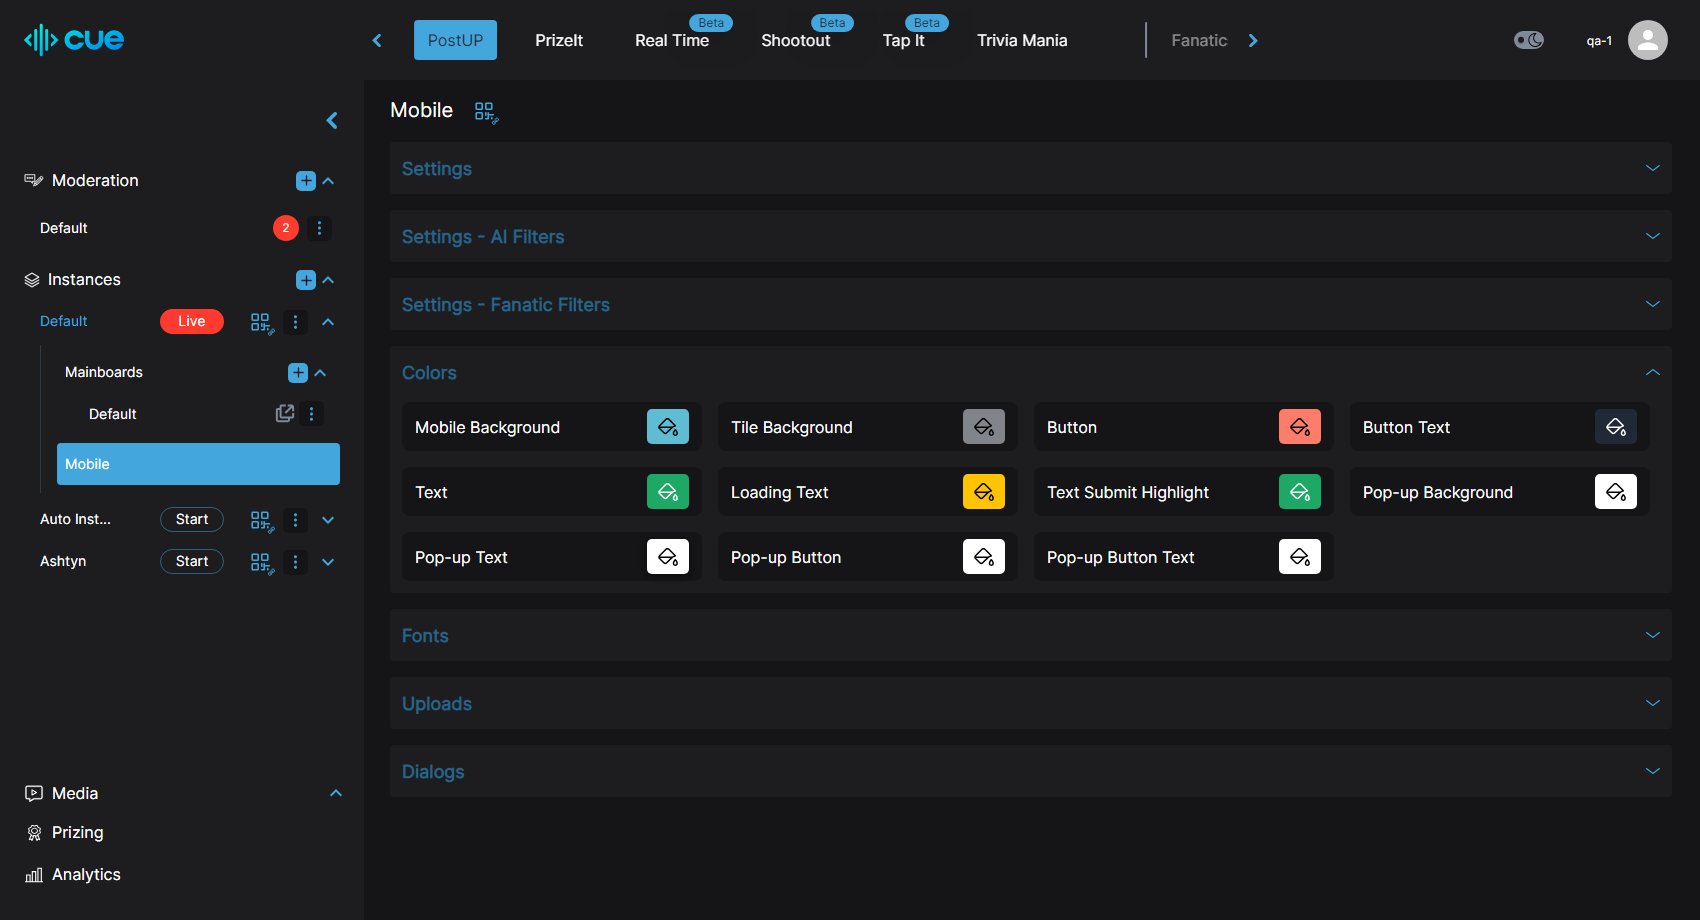 cue
PostUP
PrizeIt
Real Time
Beta
Shootout
Beta
Tap It
Beta
Trivia Mania
Fanatic
qa-1
Moderation
Default
2
Instances
Default
Live
Mainboards
Default
Mobile
Auto Inst...
Start
Ashtyn
Start
Media
Prizing
Analytics
Mobile
Settings
Settings - AI Filters
Settings - Fanatic Filters
Colors
Mobile Background
Tile Background
Button
Button Text
Text
Loading Text
Text Submit Highlight
Pop-up Background
Pop-up Text
Pop-up Button
Pop-up Button Text
Fonts
Uploads
Dialogs